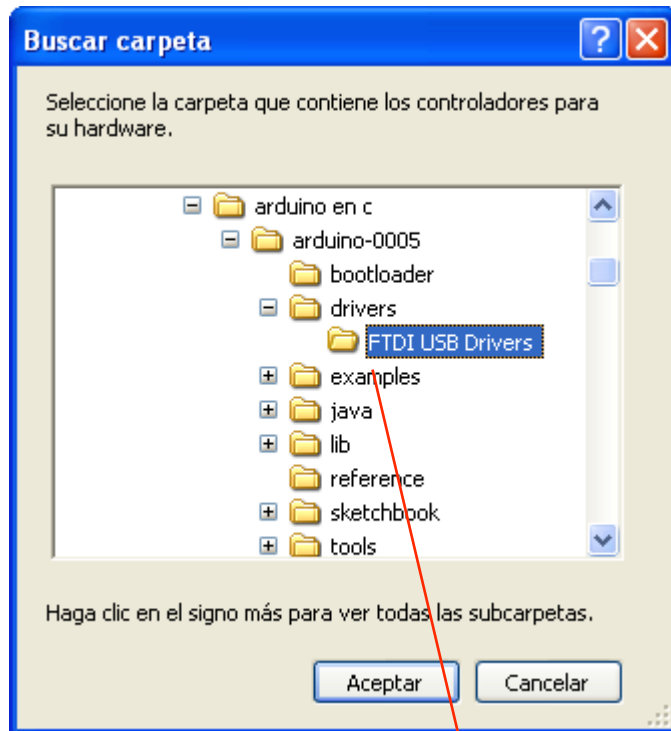 Buscar carpeta
Seleccione la carpeta que contiene los controladores para
su hardware.
arduino en c
arduino-0005
bootloader
drivers
FTDI USB Drivers
examples
java
lib
reference
sketchbook
tools
Haga clic en el signo más para ver todas las subcarpetas.
Aceptar
Cancelar